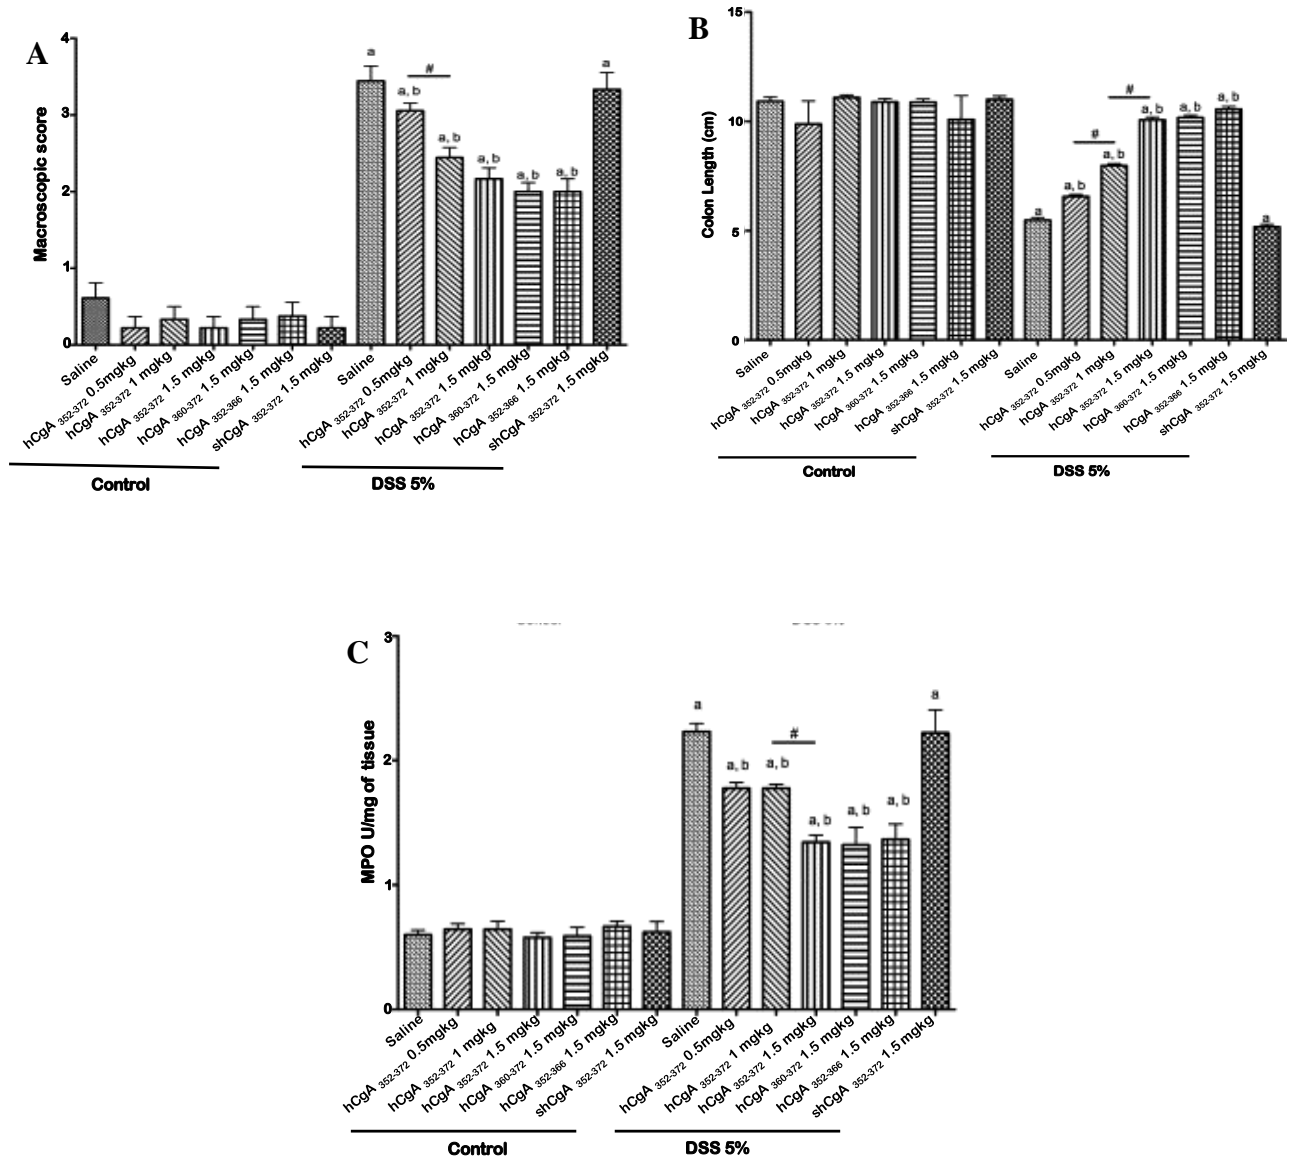 A
Macroscopic score
4
3
2
1
0
a
a, b
#
a, b
a, b
a, b
a, b
a
Saline
hCgA 352-372 0.5mgkg
hCgA 352-372 1 mgkg
hCgA 352-372 1.5 mgkg
hCgA 360-372 1.5 mgkg
hCgA 352-366 1.5 mgkg
shCgA 352-372 1.5 mgkg
Saline
hCgA 352-372 0.5mgkg
hCgA 352-372 1 mgkg
hCgA 352-372 1.5 mgkg
hCgA 360-372 1.5 mgkg
hCgA 352-366 1.5 mgkg
shCgA 352-372 1.5 mgkg
Control
DSS 5%
B
Colon Length (cm)
15
10
5
0
a
a, b
#
a, b
#
a, b
a, b
a, b
a
Saline
hCgA 352-372 0.5mgkg
hCgA 352-372 1 mgkg
hCgA 352-372 1.5 mgkg
hCgA 360-372 1.5 mgkg
hCgA 352-366 1.5 mgkg
shCgA 352-372 1.5 mgkg
Saline
hCgA 352-372 0.5mgkg
hCgA 352-372 1 mgkg
hCgA 352-372 1.5 mgkg
hCgA 360-372 1.5 mgkg
hCgA 352-366 1.5 mgkg
shCgA 352-372 1.5 mgkg
Control
DSS 5%
C
MPO U/mg of tissue
3
2
1
0
a
a, b
a, b
#
a, b
a, b
a, b
a
Saline
hCgA 352-372 0.5mgkg
hCgA 352-372 1 mgkg
hCgA 352-372 1.5 mgkg
hCgA 360-372 1.5 mgkg
hCgA 352-366 1.5 mgkg
shCgA 352-372 1.5 mgkg
Saline
hCgA 352-372 0.5mgkg
hCgA 352-372 1 mgkg
hCgA 352-372 1.5 mgkg
hCgA 360-372 1.5 mgkg
hCgA 352-366 1.5 mgkg
shCgA 352-372 1.5 mgkg
Control
DSS 5%